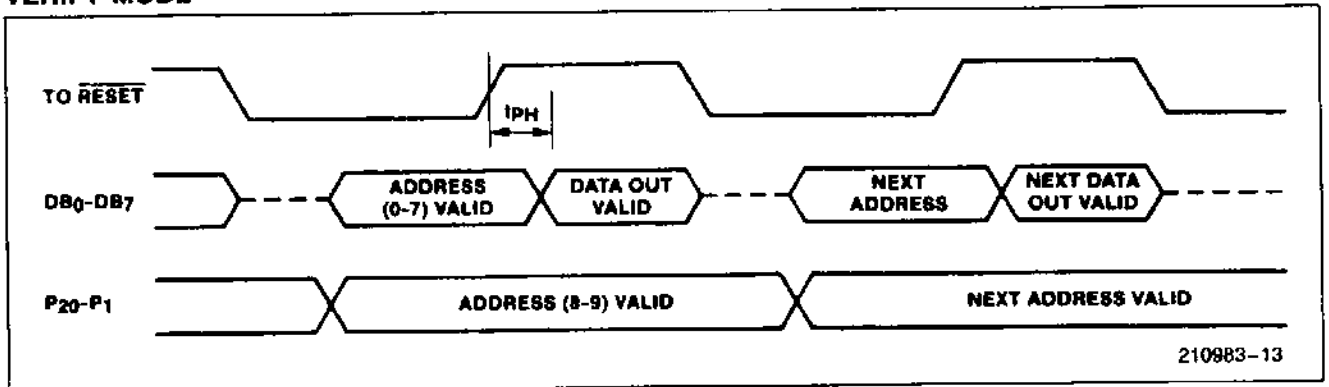 TO RESET
tPH
DB0-DB7
ADDRESS
(0-7) VALID
DATA OUT
VALID
NEXT
ADDRESS
NEXT DATA
OUT VALID
P20-P1
ADDRESS (8-9) VALID
NEXT ADDRESS VALID
210983-13